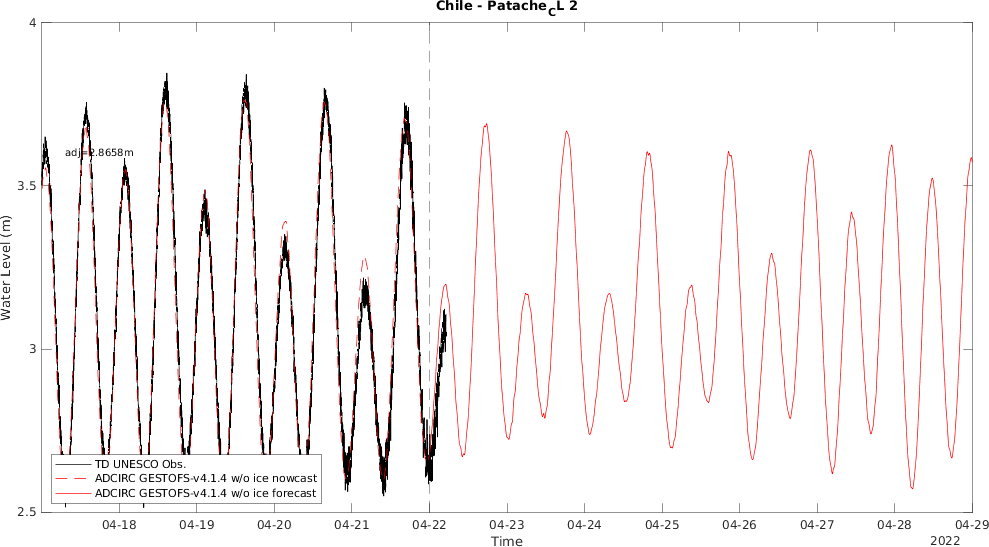 Chile - Patache_CL 2
4
3.5
3
2.5
Water Level (m)
adj=2.8658m
TD UNESCO Obs.
ADCIRC GESTOFS-v4.1.4 w/o ice nowcast
ADCIRC GESTOFS-v4.1.4 w/o ice forecast
04-18 04-19 04-20 04-21 04-22 04-23 04-24 04-25 04-26 04-27 04-28 04-29
Time
2022